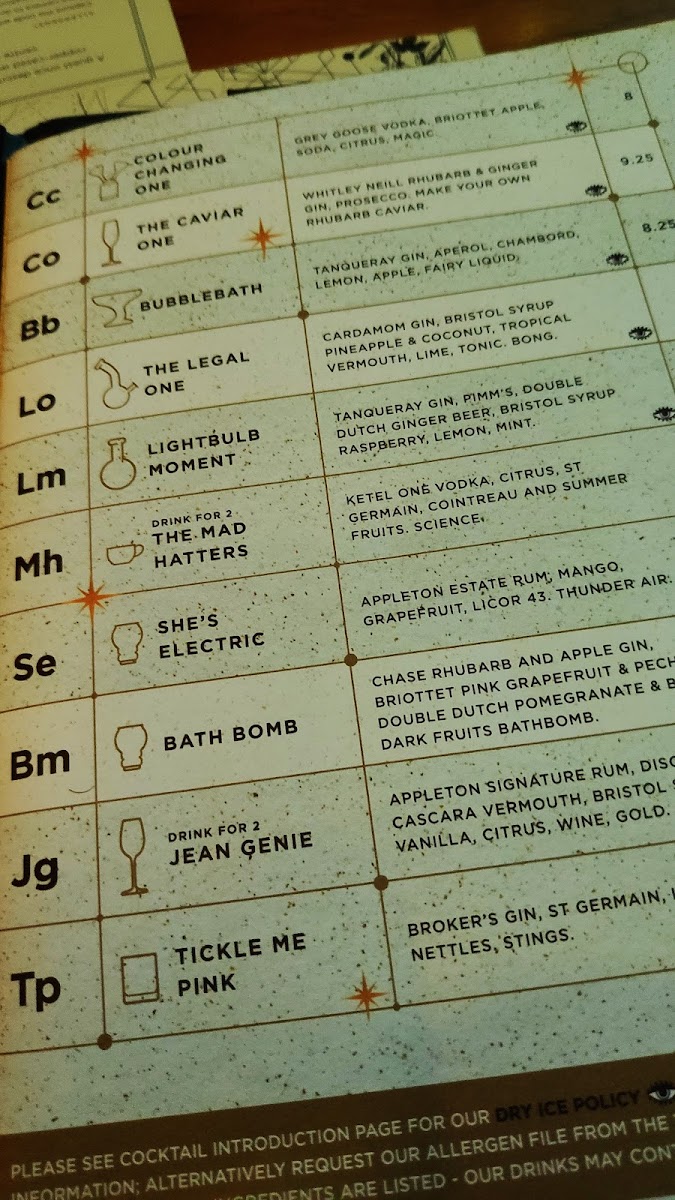 Cc
COLOUR
CHANGING
ONE
GREY GOOSE VODKA, BRIOTTET APPLE,
SODA, CITRUS, MAGIC
8
Co
THE CAVIAR
ONE
WHITLEY NEILL RHUBARB & GINGER
GIN, PROSECCO, MAKE YOUR OWN
RHUBARB CAVIAR.
9.25
Bb
BUBBLEBATH
TANQUERAY GIN, APEROL, CHAMBORD,
LEMON, APPLE, FAIRY LIQUID.
8.25
Lo
THE LEGAL
ONE
CARDAMOM GIN, BRISTOL SYRUP
PINEAPPLE & COCONUT, TROPICAL
VERMOUTH, LIME, TONIC. BONG.
Lm
LIGHTBULB
MOMENT
TANQUERAY GIN, PIMM'S, DOUBLE
DUTCH GINGER BEER, BRISTOL SYRUP
RASPBERRY, LEMON, MINT.
Mh
DRINK FOR 2
THE MAD
HATTERS
KETEL ONE VODKA, CITRUS, ST
GERMAIN, COINTREAU AND SUMMER
FRUITS. SCIENCE.
Se
SHE'S
ELECTRIC
APPLETON ESTATE RUM, MANGO,
GRAPEFRUIT, LICOR 43. THUNDER AIR.
Bm
BATH BOMB
CHASE RHUBARB AND APPLE GIN,
BRIOTTET PINK GRAPEFRUIT & PECH
DOUBLE DUTCH POMEGRANATE & B
DARK FRUITS BATHBOMB.
Jg
DRINK FOR 2
JEAN GENIE
APPLETON SIGNATURE RUM, DISC
CASCARA VERMOUTH, BRISTOL S
VANILLA, CITRUS, WINE, GOLD.
Tp
TICKLE ME
PINK
BROKER'S GIN, ST GERMAIN,
NETTLES, STINGS.
PLEASE SEE COCKTAIL INTRODUCTION PAGE FOR OUR DRY ICE POLICY
INFORMATION; ALTERNATIVELY REQUEST OUR ALLERGEN FILE FROM THE
INGREDIENTS ARE LISTED - OUR DRINKS MAY CONT